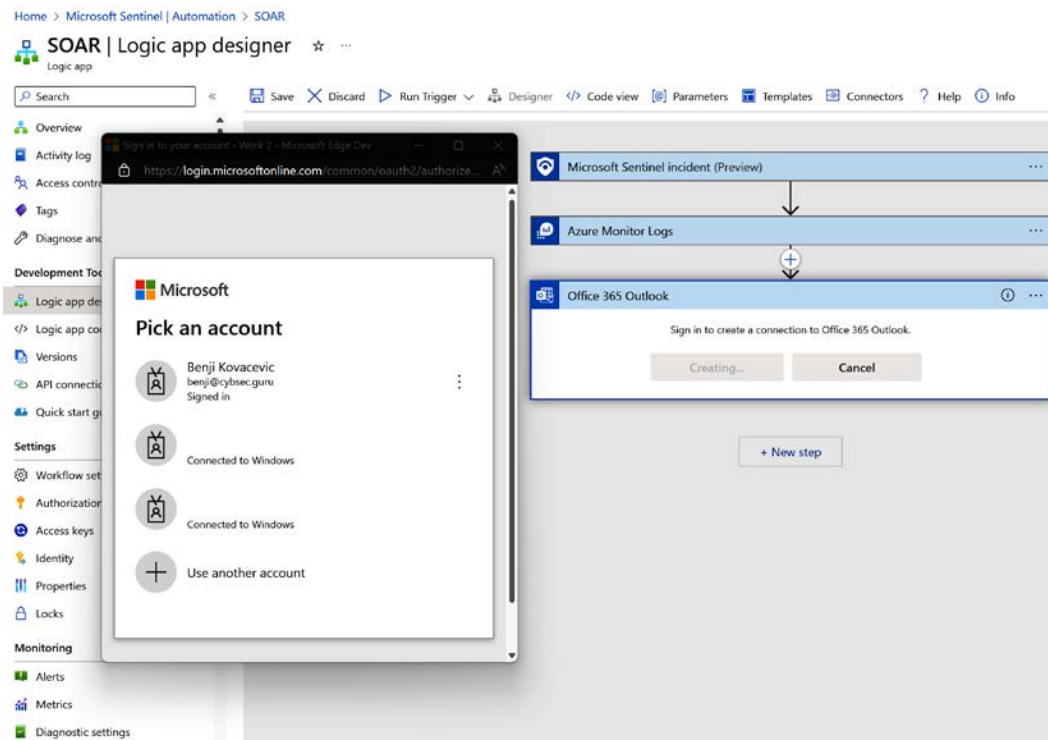 Home > Microsoft Sentinel | Automation > SOAR
SOAR | Logic app designer
Logic app
Search
Save Discard Run Trigger Designer Code view Parameters Templates Connectors Help Info
Overview
Activity log
Access contro
Tags
Diagnose and
Development Too
Logic app de
Logic app co
Versions
API connectio
Quick start g
Settings
Workflow set
Authorization
Access keys
Identity
Properties
Locks
Monitoring
Alerts
Metrics
Diagnostic settings
Sign in to your account - Work 2 - Microsoft Edge Dev
https://login.microsoftonline.com/common/oauth2/authorize...
Microsoft
Pick an account
Benji Kovacevic
benji@cybsec.guru
Signed in
Connected to Windows
Connected to Windows
Use another account
Microsoft Sentinel incident (Preview)
Azure Monitor Logs
Office 365 Outlook
Sign in to create a connection to Office 365 Outlook.
Creating... Cancel
+ New step